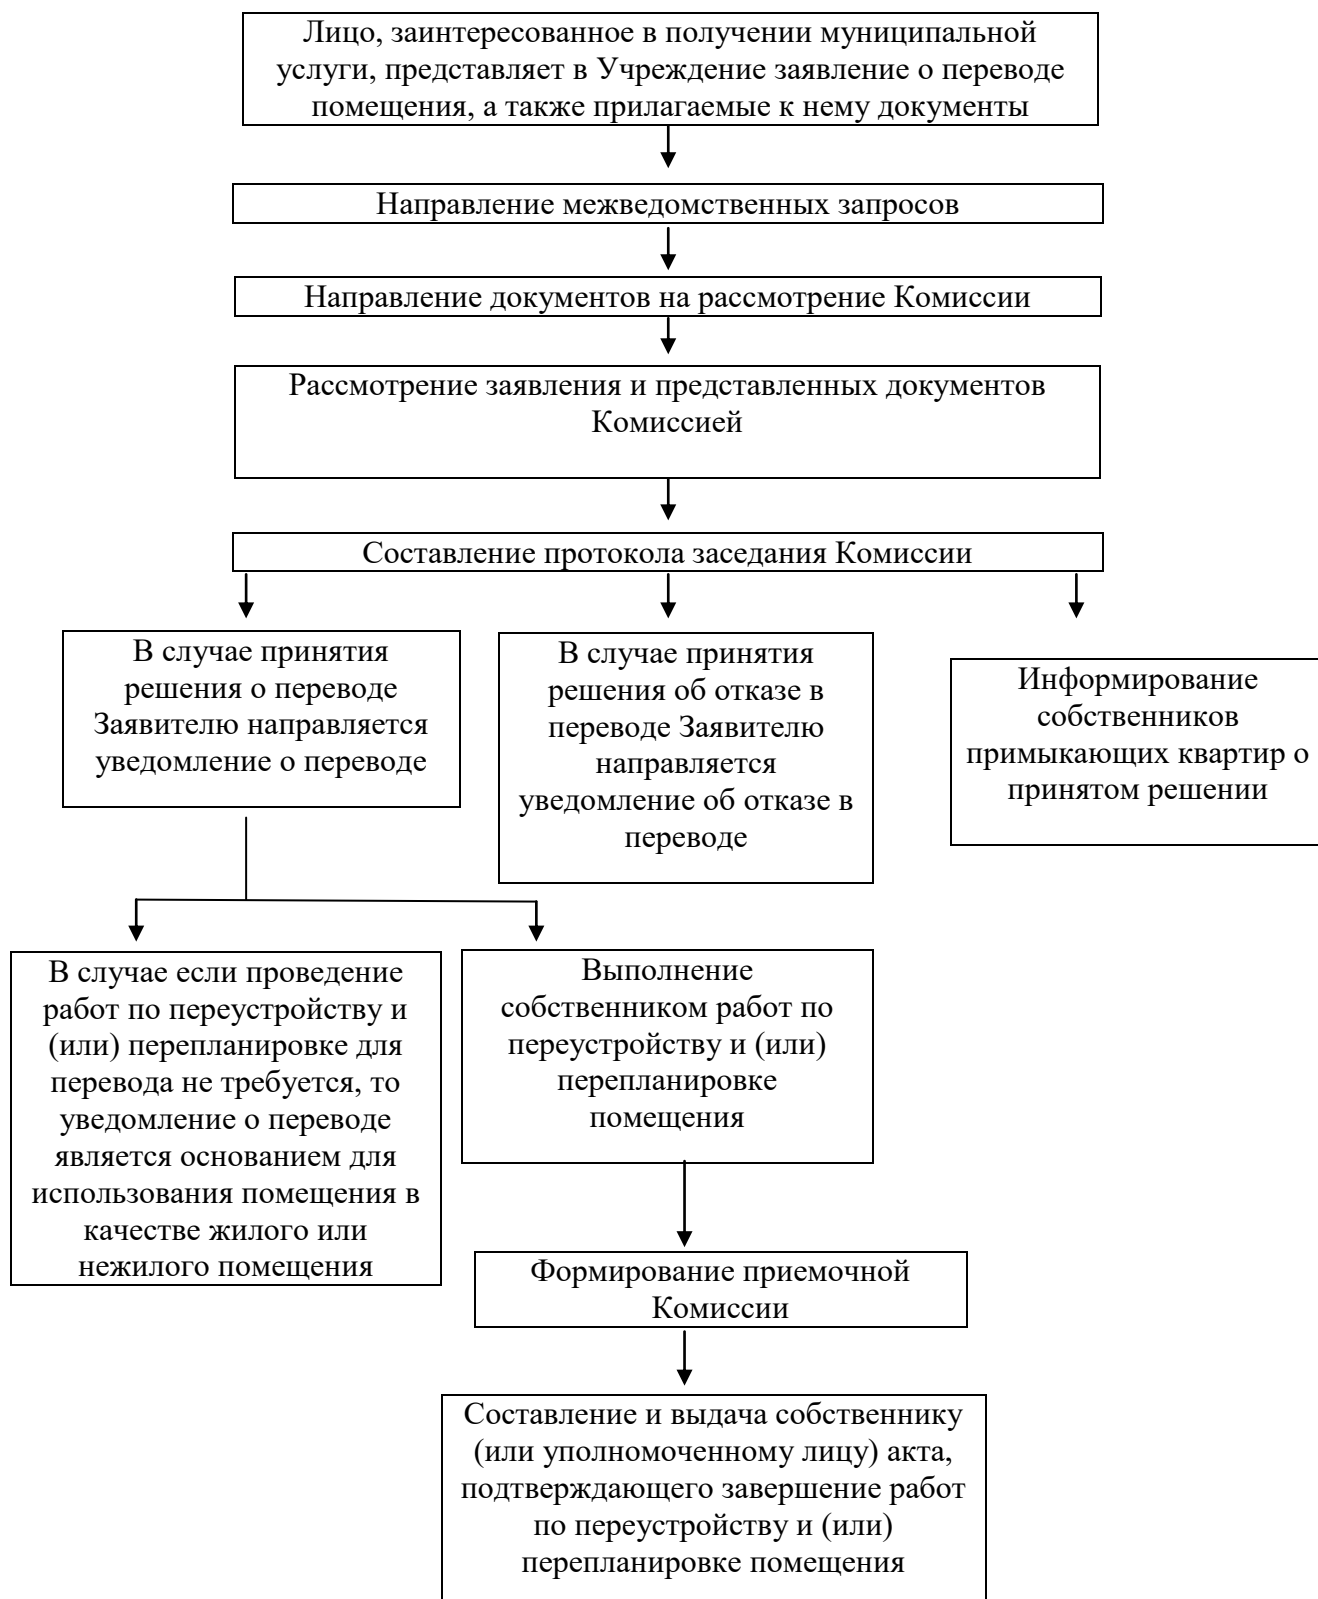 Лицо, заинтересованное в получении муниципальной
услуги, представляет в Учреждение заявление о переводе
помещения, а также прилагаемые к нему документы
Направление межведомственных запросов
Направление документов на рассмотрение Комиссии
Рассмотрение заявления и представленных документов
Комиссией
Составление протокола заседания Комиссии
В случае принятия
решения о переводе
Заявителю направляется
уведомление о переводе
В случае принятия
решения об отказе в
переводе Заявителю
направляется
уведомление об отказе в
переводе
Информирование
собственников
примыкающих квартир о
принятом решении
В случае если проведение
работ по переустройству и
(или) перепланировке для
перевода не требуется, то
уведомление о переводе
является основанием для
использования помещения в
качестве жилого или
нежилого помещения
Выполнение
собственником работ по
переустройству и (или)
перепланировке
помещения
Формирование приемочной
Комиссии
Составление и выдача собственнику
(или уполномоченному лицу) акта,
подтверждающего завершение работ
по переустройству и (или)
перепланировке помещения